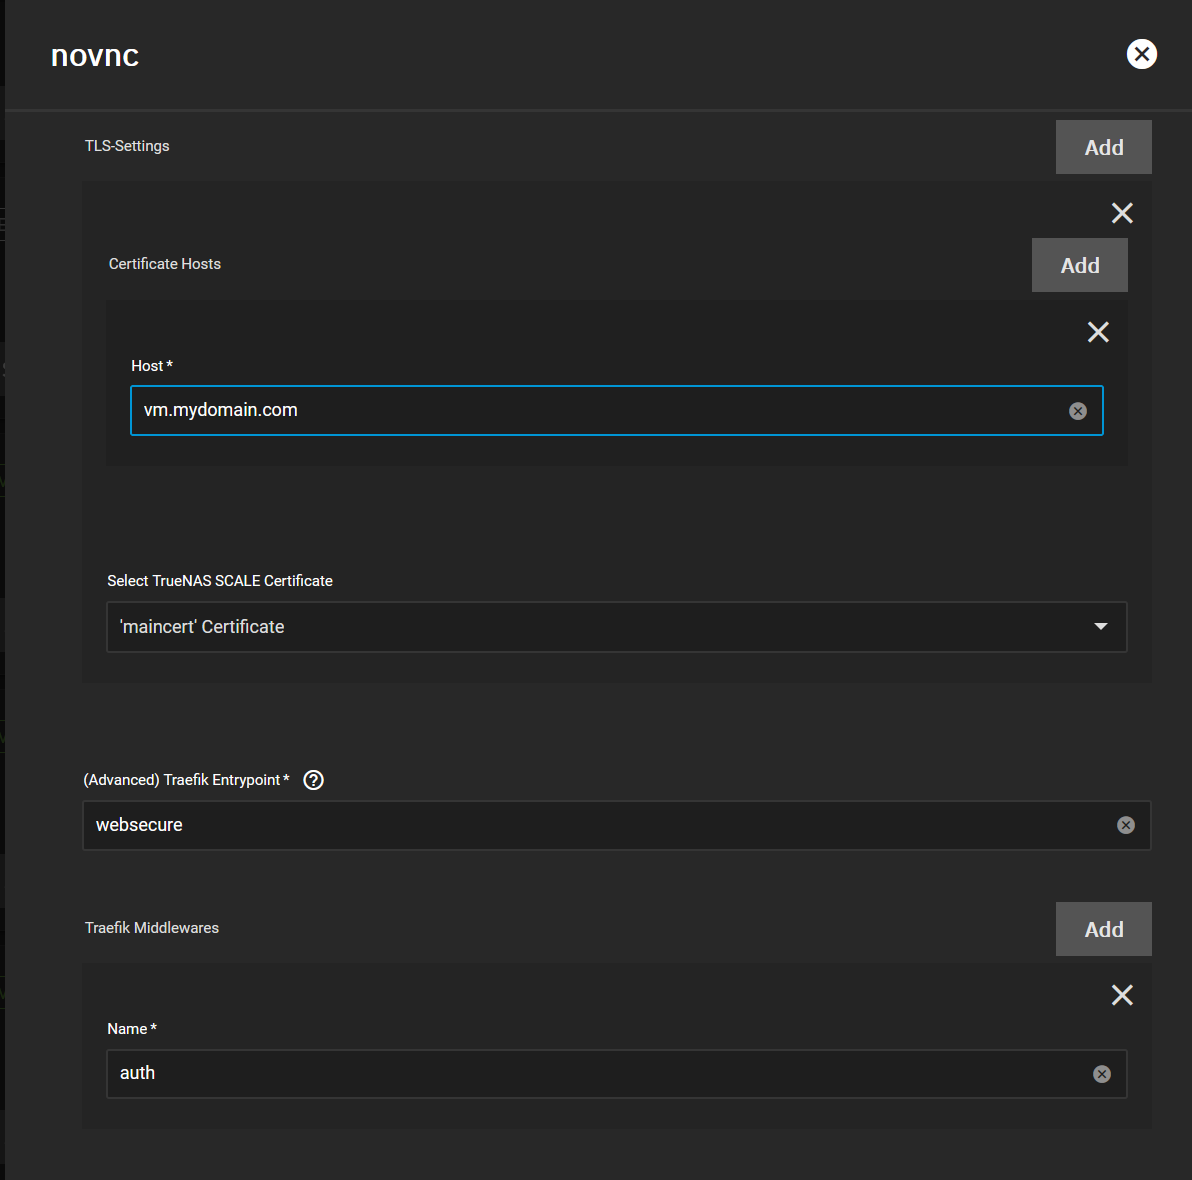 novnc
TLS-Settings
Add
Certificate Hosts
Add
Host *
vm.mydomain.com
Select TrueNAS SCALE Certificate
'maincert' Certificate
(Advanced) Traefik Entrypoint *
websecure
Traefik Middlewares
Add
Name *
auth